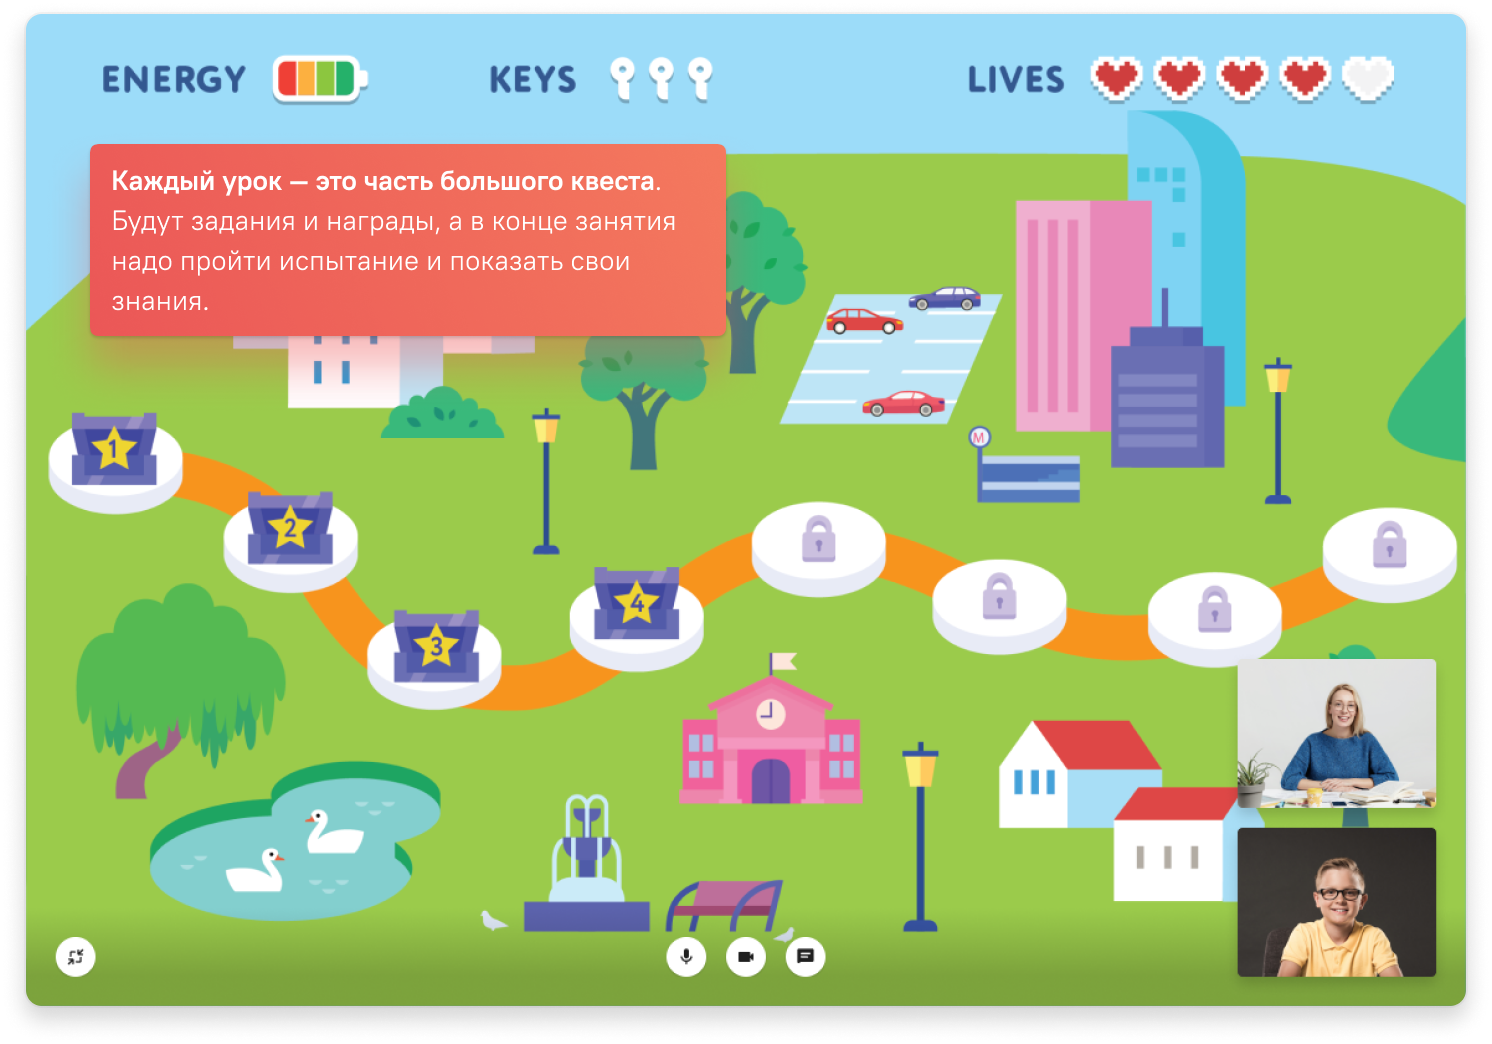 ENERGY
KEYS
LIVES
Каждый урок — это часть большого квеста.
Будут задания и награды, а в конце занятия
надо пройти испытание и показать свои
знания.
M
1
2
3
4